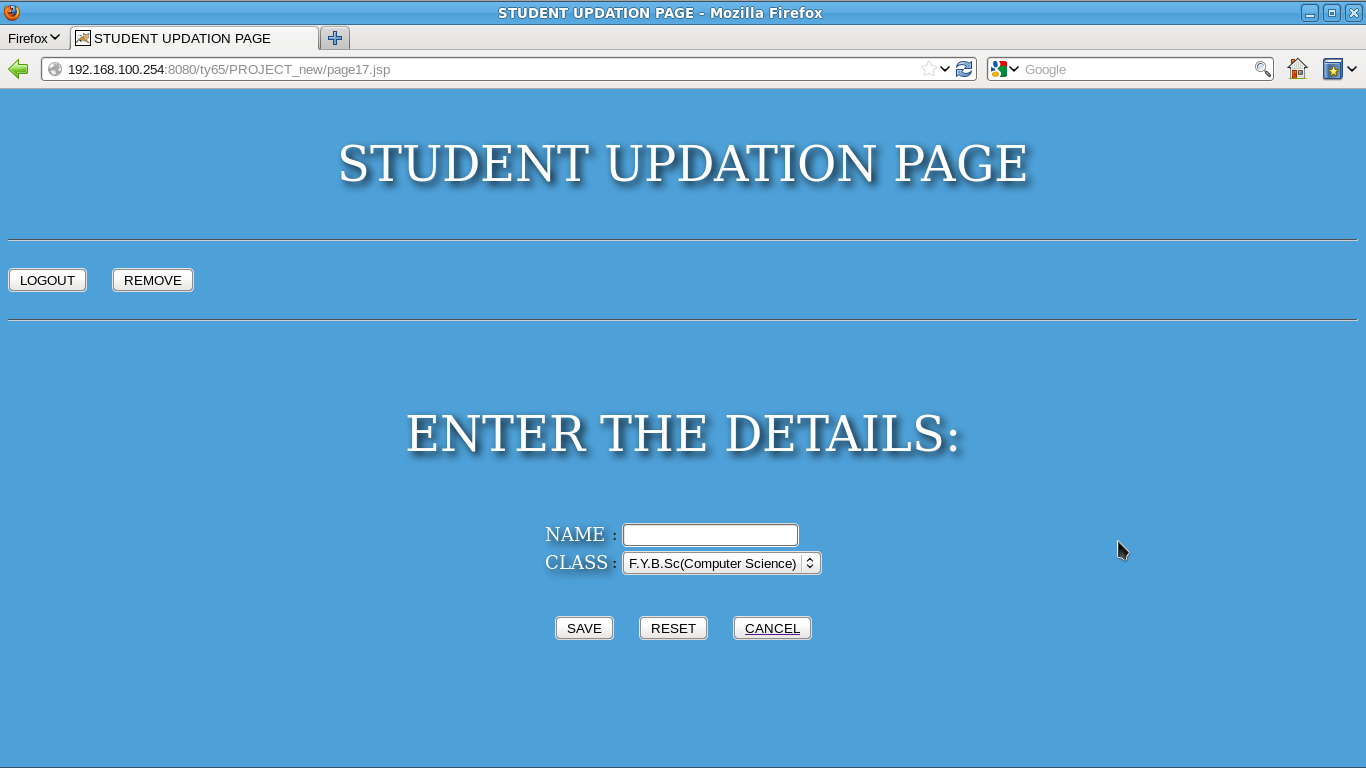 STUDENT UPDATION PAGE - Mozilla Firefox
Firefox STUDENT UPDATION PAGE
192.168.100.254:8080/ty65/PROJECT_new/page17.jsp Google
STUDENT UPDATION PAGE
LOGOUT REMOVE
ENTER THE DETAILS:
NAME :
CLASS : F.Y.B.Sc(Computer Science)
SAVE RESET CANCEL